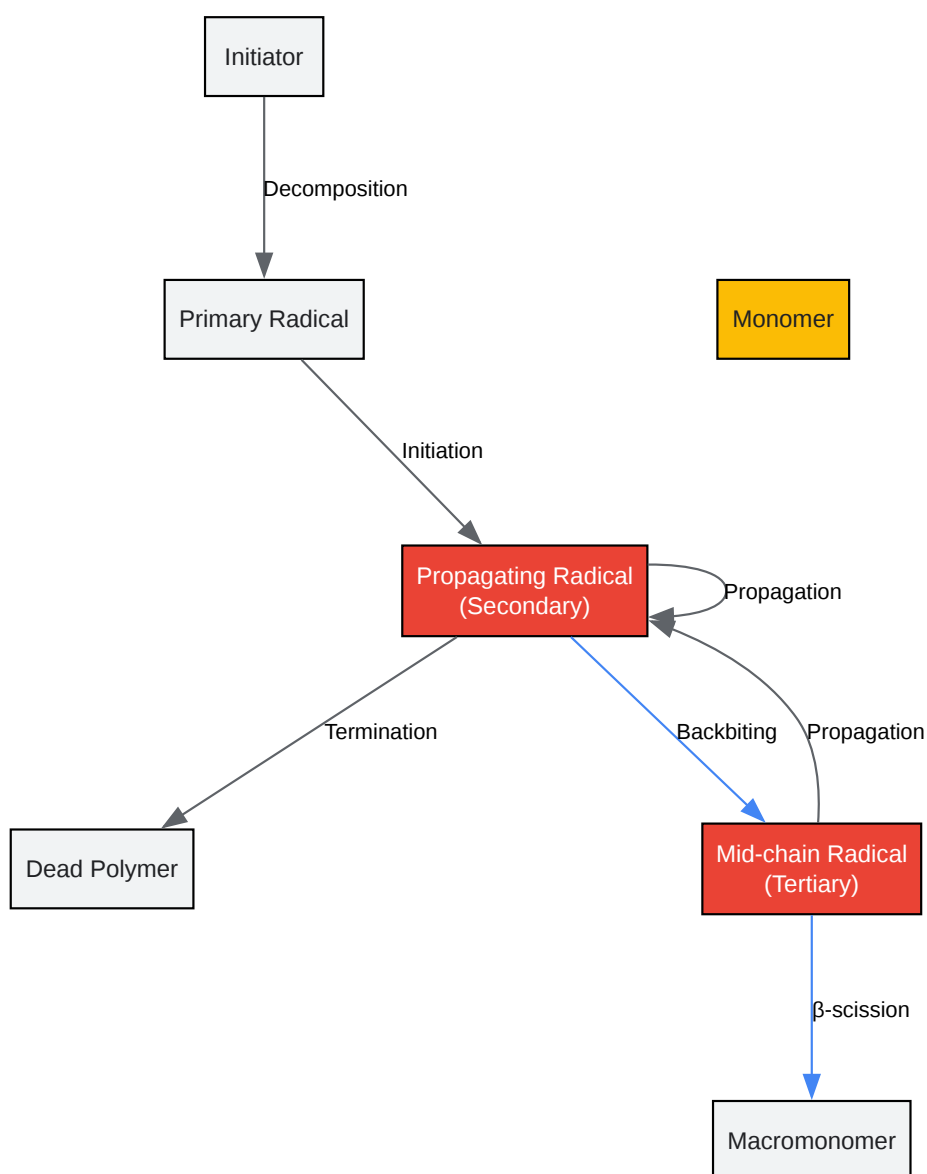 Initiator
Decomposition
Primary Radical
Monomer
Initiation
Propagating Radical
(Secondary)
Propagation
Termination
Backbiting
Propagation
Dead Polymer
Mid-chain Radical
(Tertiary)
β-scission
Macromonomer